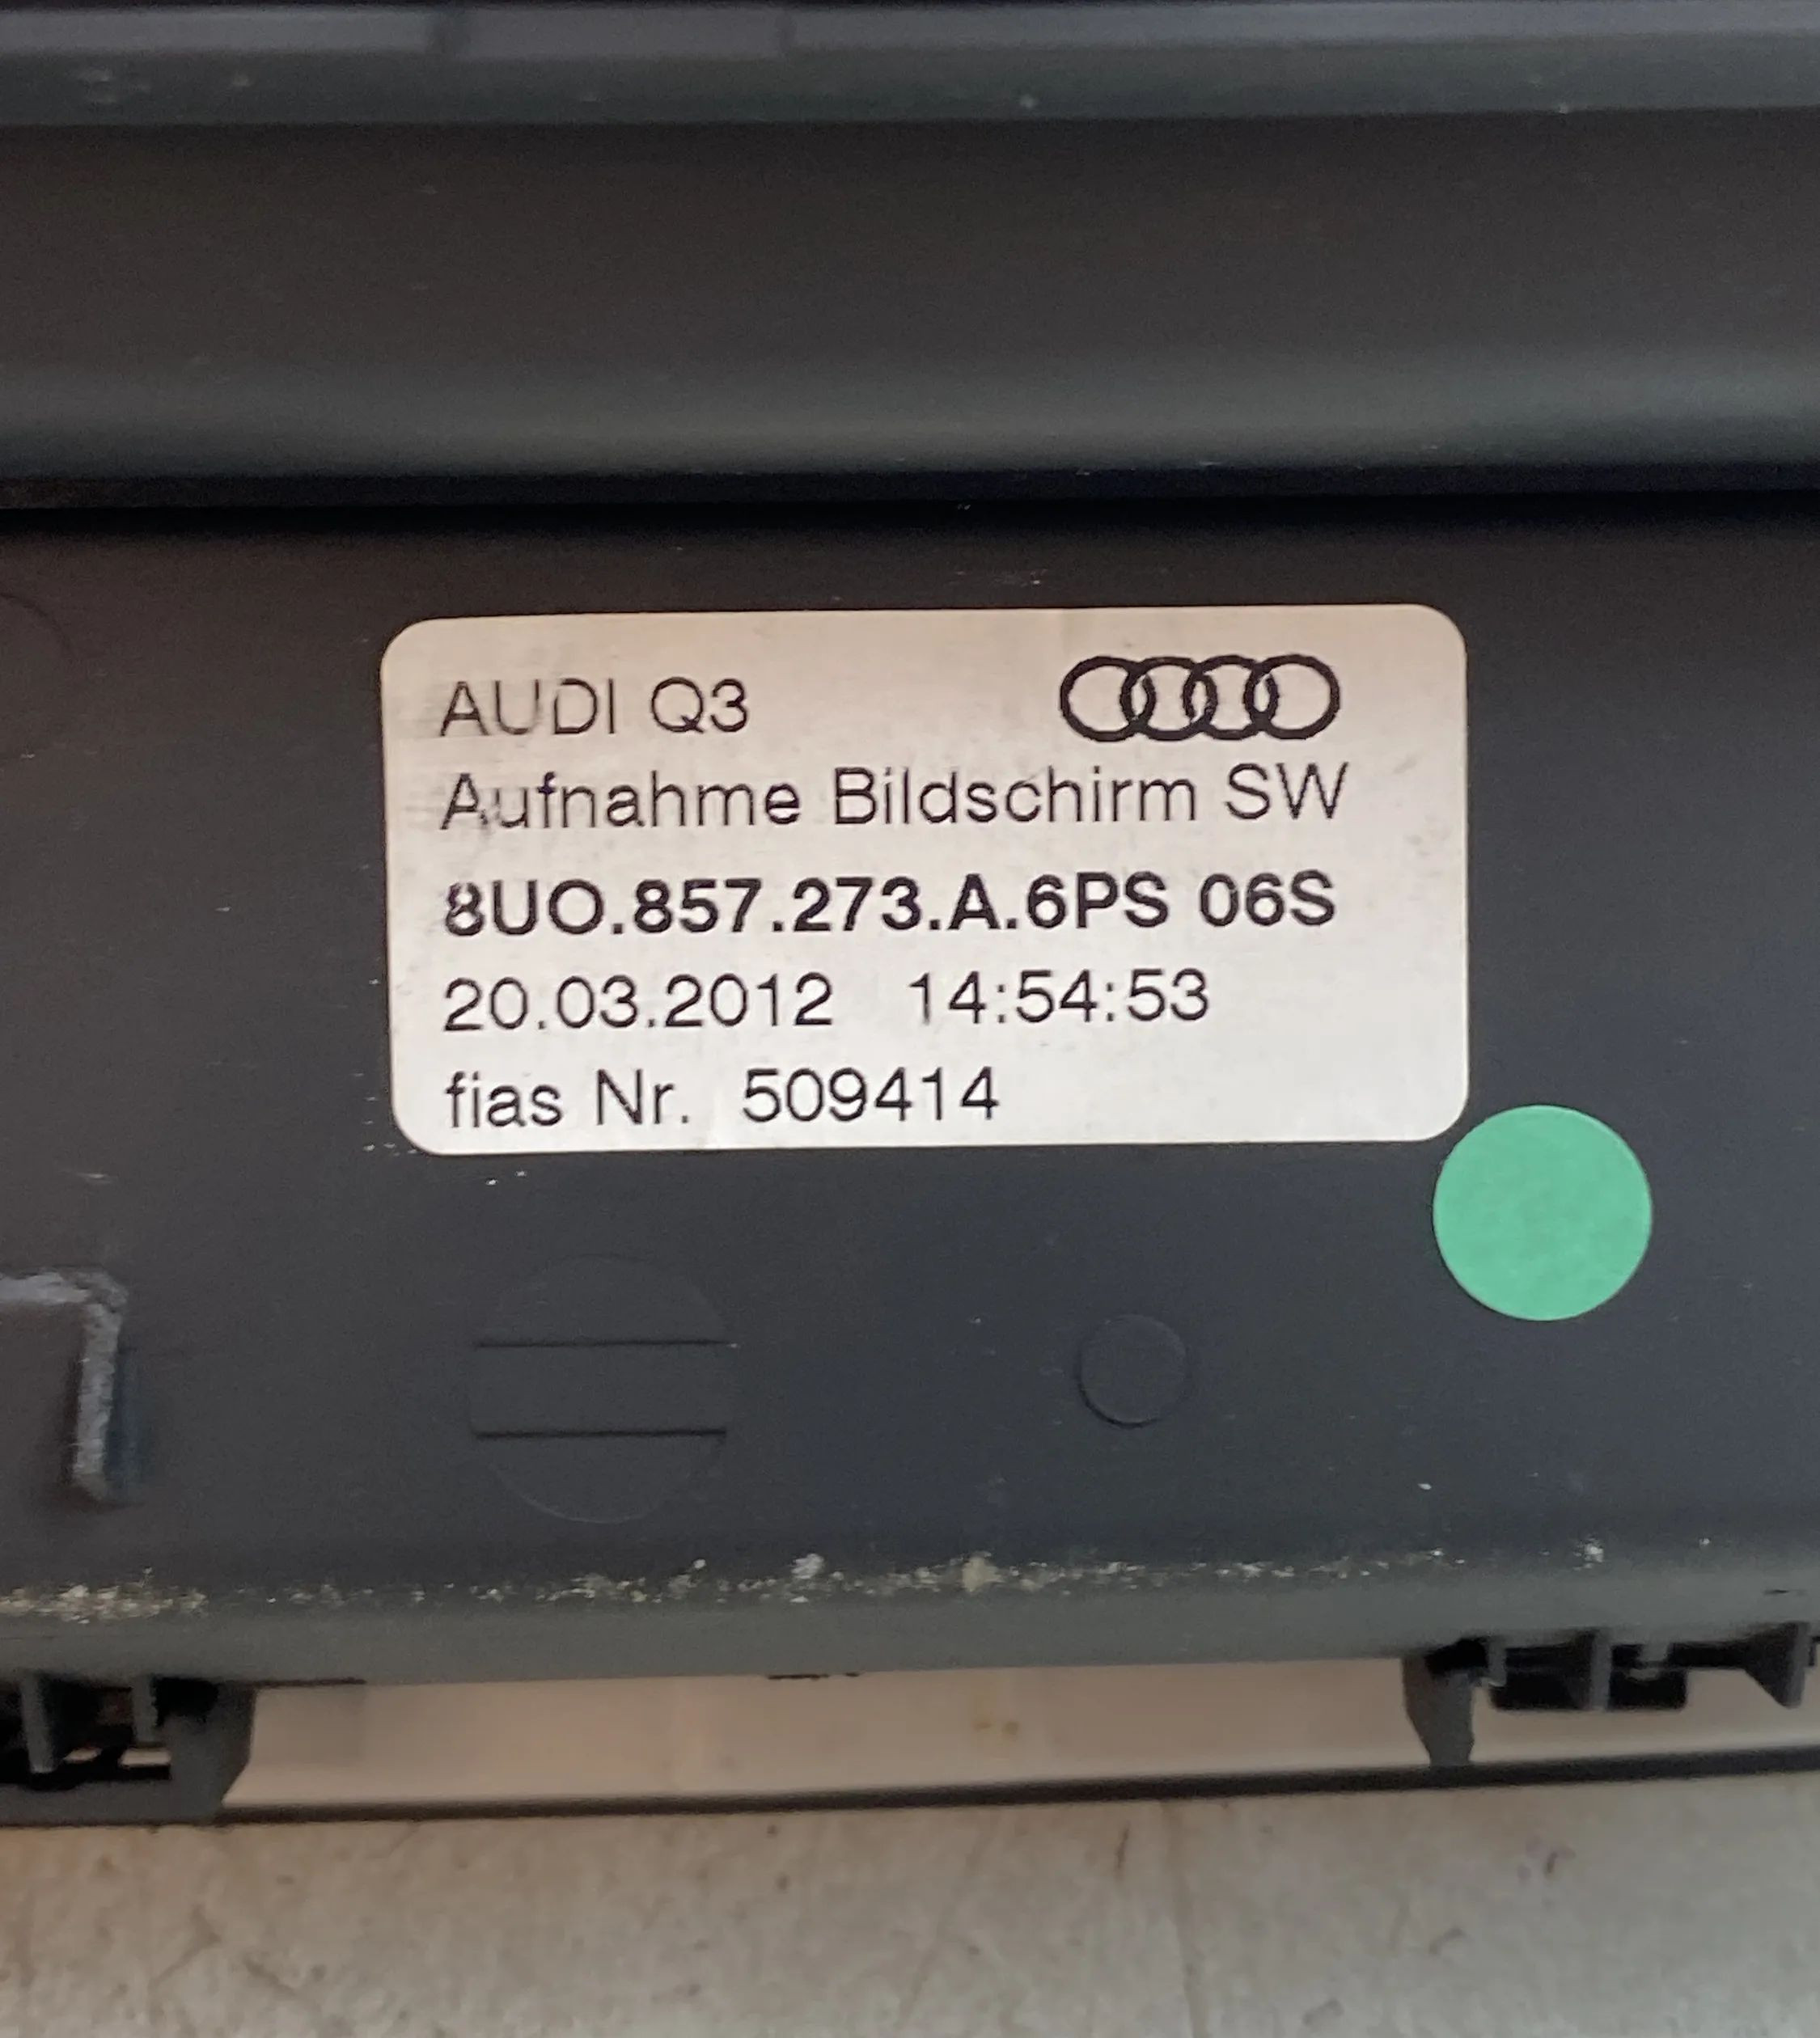 AUDI Q3
Aufnahme Bildschirm SW
8UO.857.273.A.6PS 06S
20.03.2012 14:54:53
fias Nr. 509414